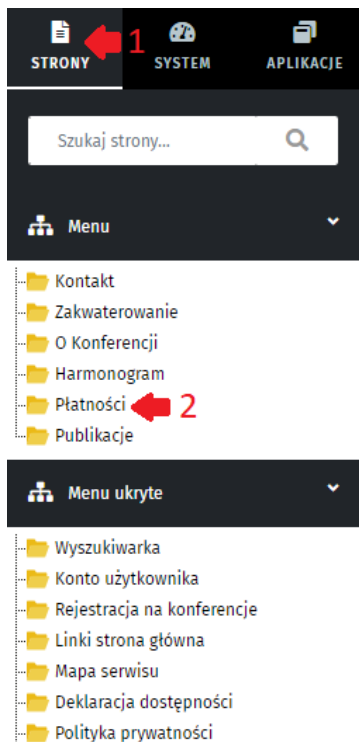 1
STRONY SYSTEM APLIKACJE
Szukaj strony...
Menu
Kontakt
Zakwaterowanie
O Konferencji
Harmonogram
Płatności 2
Publikacje
Menu ukryte
Wyszukiwarka
Konto użytkownika
Rejestracja na konferencje
Linki strona główna
Mapa serwisu
Deklaracja dostępności
Polityka prywatności